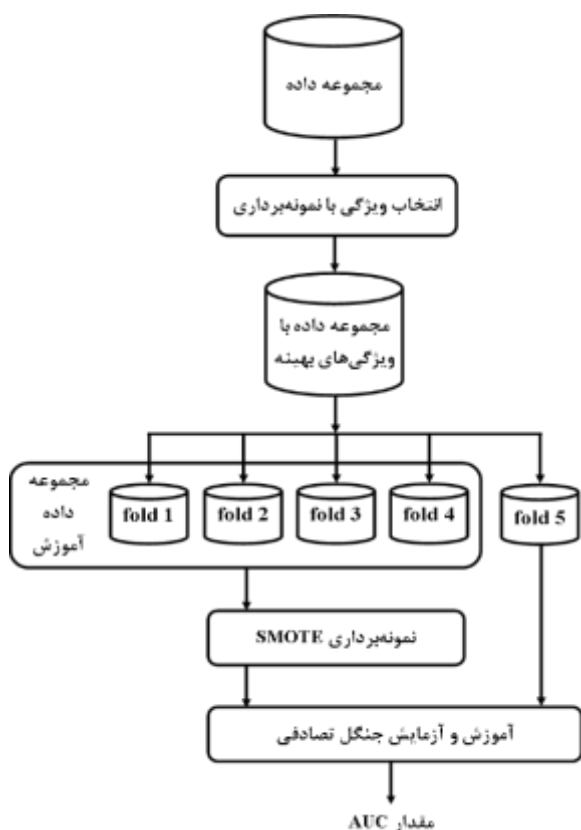 مجموعه داده
انتخاب ویژگی با نمونه‌برداری
مجموعه داده با
ویژگی‌های بهینه
مجموعه
داده
آموزش
fold 1
fold 2
fold 3
fold 4
fold 5
نمونه‌برداری SMOTE
آموزش و آزمایش جنگل تصادفی
مقدار AUC